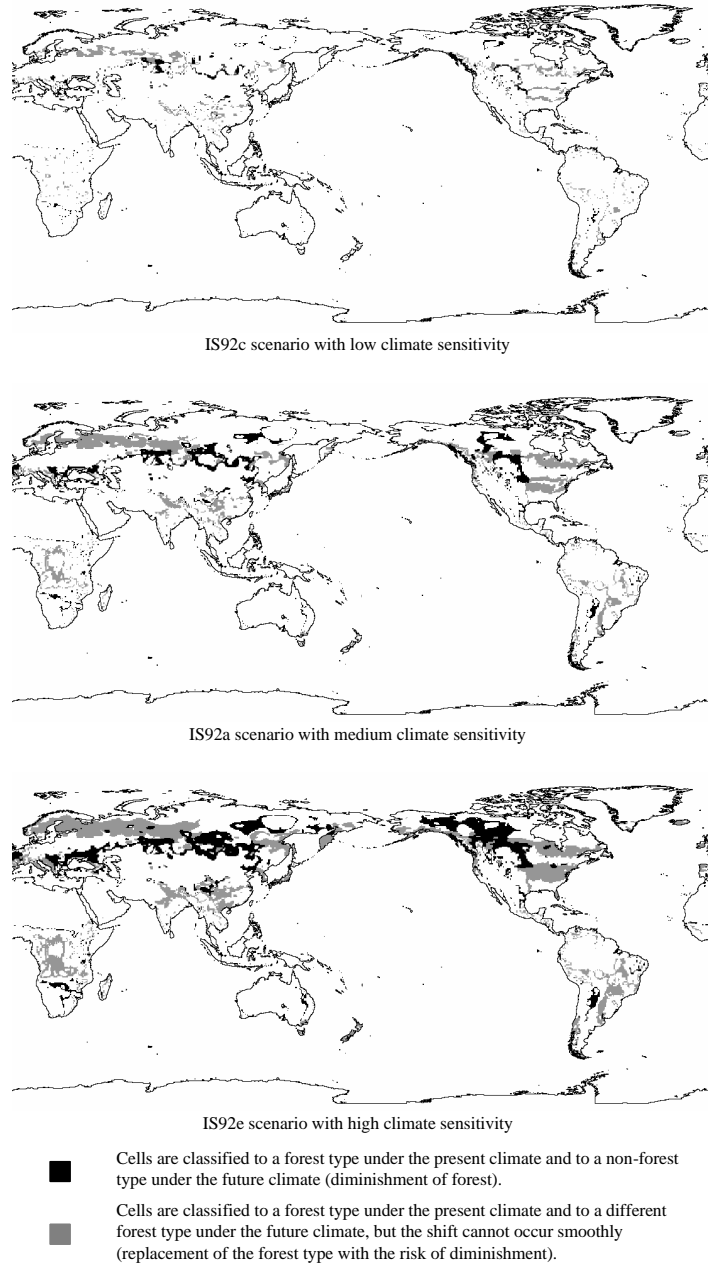 IS92c scenario with low climate sensitivity
IS92a scenario with medium climate sensitivity
IS92e scenario with high climate sensitivity
Cells are classified to a forest type under the present climate and to a non-forest
type under the future climate (diminishment of forest).
Cells are classified to a forest type under the present climate and to a different
forest type under the future climate, but the shift cannot occur smoothly
(replacement of the forest type with the risk of diminishment).